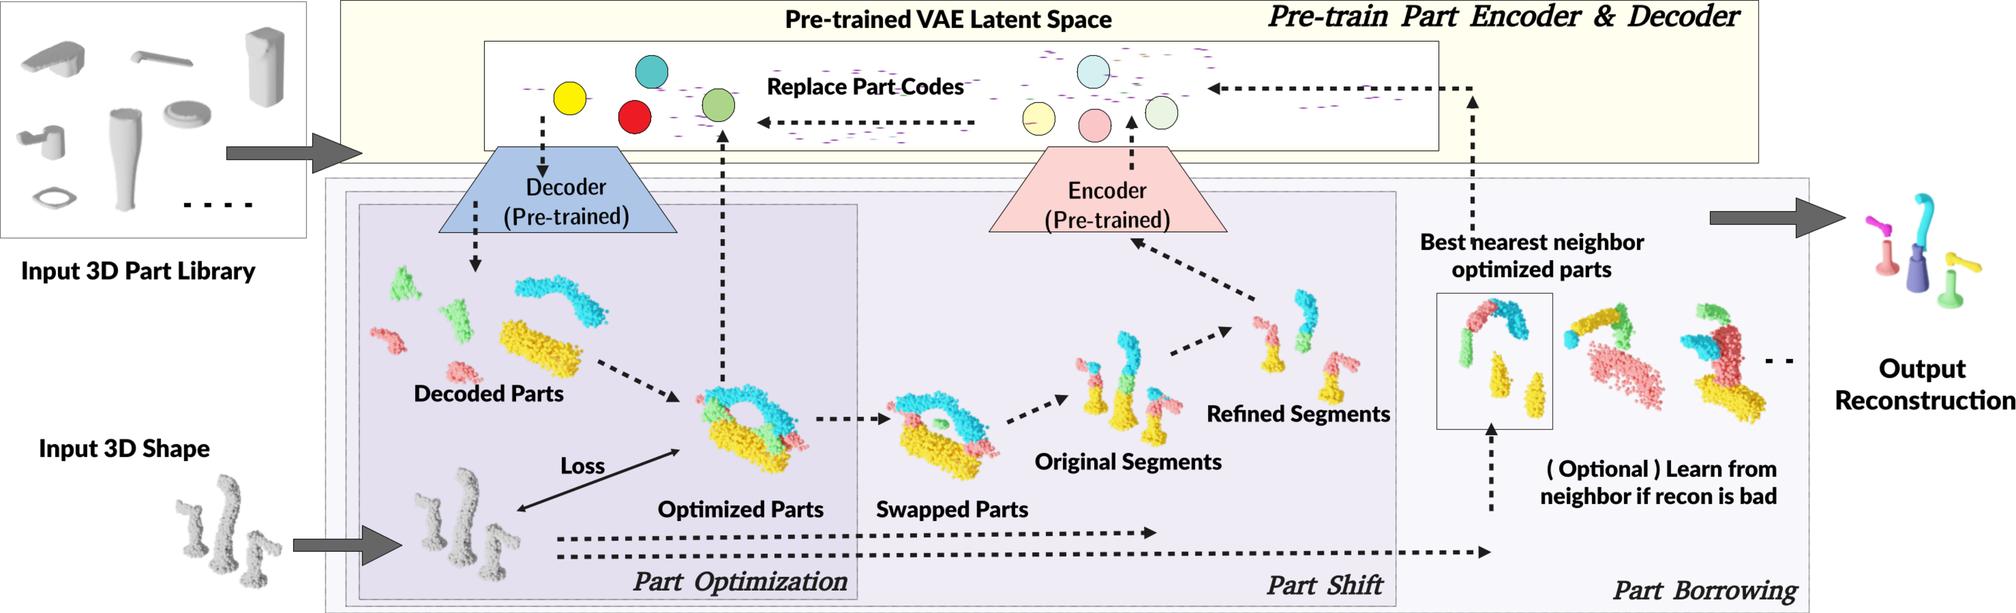 Pre-trained VAE Latent Space
Pre-train Part Encoder & Decoder
Replace Part Codes
Decoder
(Pre-trained)
Encoder
(Pre-trained)
Input 3D Part Library
Best nearest neighbor
optimized parts
Decoded Parts
Refined Segments
Output
Reconstruction
Input 3D Shape
Loss
Original Segments
( Optional ) Learn from
neighbor if recon is bad
Optimized Parts
Swapped Parts
Part Optimization
Part Shift
Part Borrowing